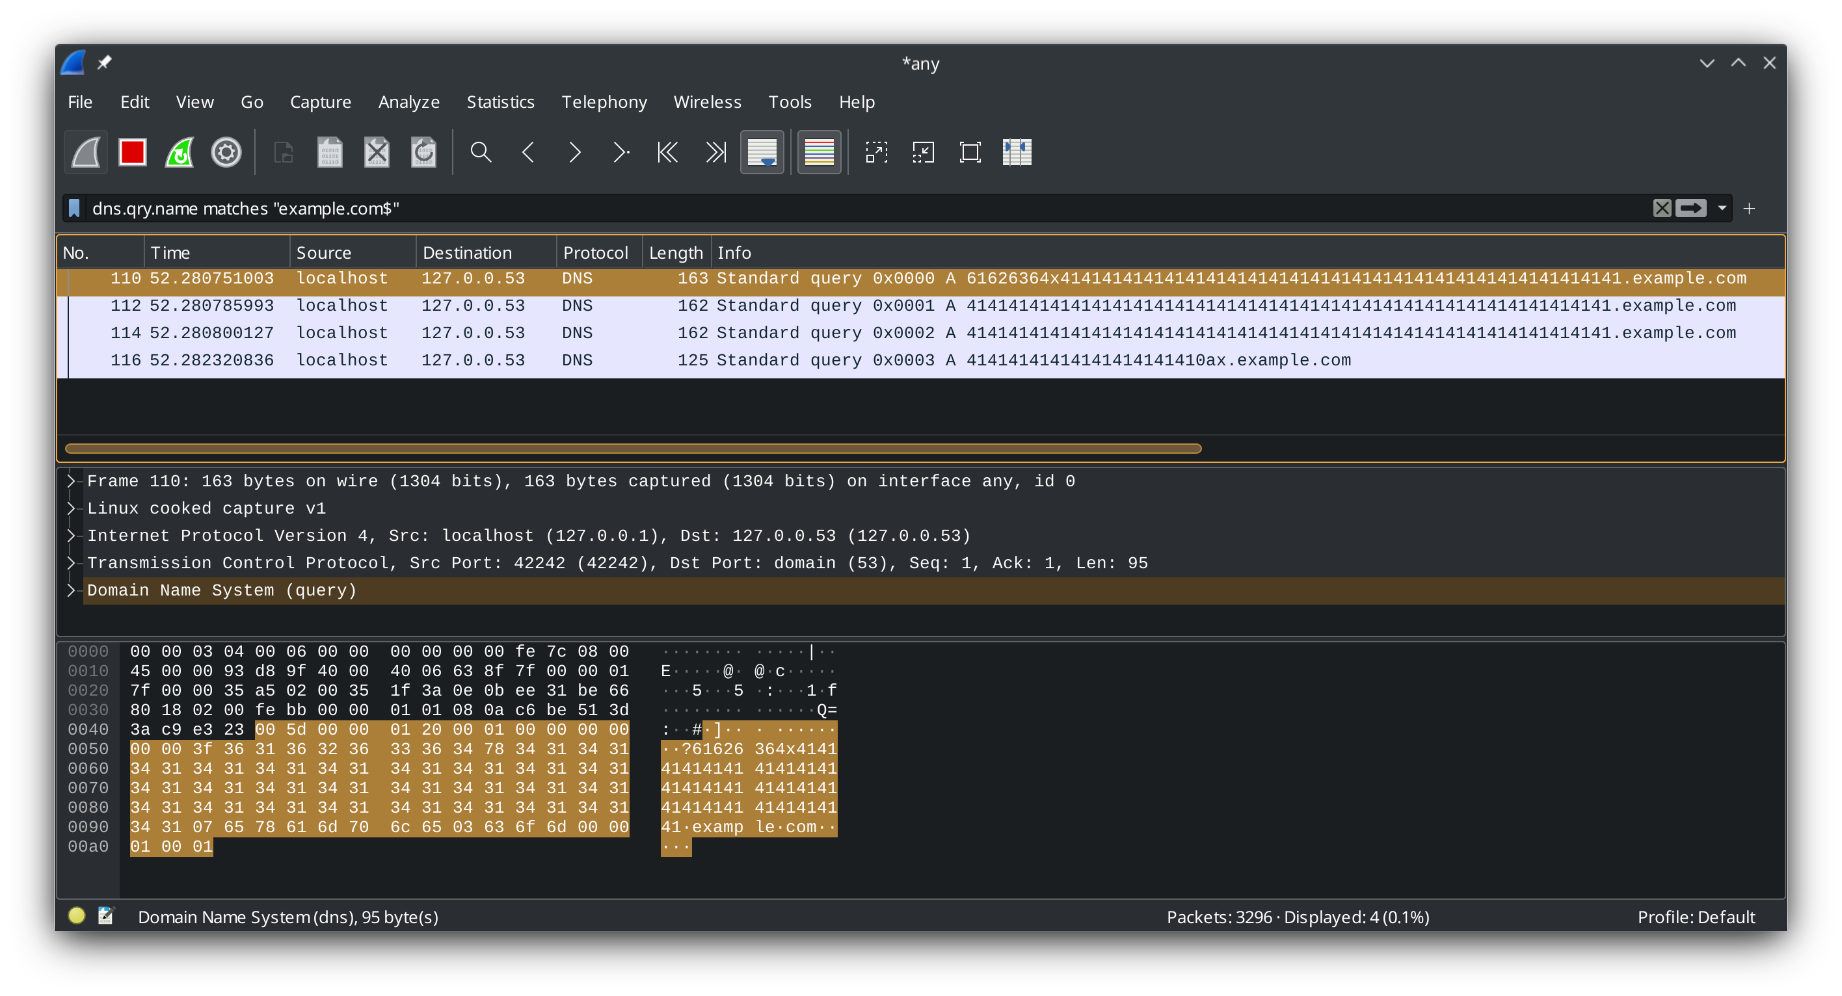 *any
File Edit View Go Capture Analyze Statistics Telephony Wireless Tools Help
dns.qry.name matches "example.com$"
No. Time Source Destination Protocol Length Info
110 52.280751003 localhost 127.0.0.53 DNS 163 Standard query 0x0000 A 61626364x414141414141414141414141414141414141414141414141414141.example.com
112 52.280785993 localhost 127.0.0.53 DNS 162 Standard query 0x0001 A 41414141414141414141414141414141414141414141414141414141414141.example.com
114 52.280800127 localhost 127.0.0.53 DNS 162 Standard query 0x0002 A 41414141414141414141414141414141414141414141414141414141414141.example.com
116 52.282320836 localhost 127.0.0.53 DNS 125 Standard query 0x0003 A 41414141414141414141410ax.example.com
Frame 110: 163 bytes on wire (1304 bits), 163 bytes captured (1304 bits) on interface any, id 0
Linux cooked capture v1
Internet Protocol Version 4, Src: localhost (127.0.0.1), Dst: 127.0.0.53 (127.0.0.53)
Transmission Control Protocol, Src Port: 42242 (42242), Dst Port: domain (53), Seq: 1, Ack: 1, Len: 95
Domain Name System (query)
0000 00 00 03 04 00 06 00 00 00 00 00 00 fe 7c 08 00 ········ ·····|··
0010 45 00 00 93 d8 9f 40 00 40 06 63 8f 7f 00 00 01 E·····@· @·c·····
0020 7f 00 00 35 a5 02 00 35 1f 3a 0e 0b ee 31 be 66 ···5···5 ·:···1·f
0030 80 18 02 00 fe bb 00 00 01 01 08 0a c6 be 51 3d ········ ······Q=
0040 3a c9 e3 23 00 5d 00 00 01 20 00 01 00 00 00 00 :··#·]·· · ······
0050 00 00 3f 36 31 36 32 36 33 36 34 78 34 31 34 31 ··?61626 364x4141
0060 34 31 34 31 34 31 34 31 34 31 34 31 34 31 34 31 41414141 41414141
0070 34 31 34 31 34 31 34 31 34 31 34 31 34 31 34 31 41414141 41414141
0080 34 31 34 31 34 31 34 31 34 31 34 31 34 31 34 31 41414141 41414141
0090 34 31 07 65 78 61 6d 70 6c 65 03 63 6f 6d 00 00 41·examp le·com··
00a0 01 00 01 ···
Domain Name System (dns), 95 byte(s) Packets: 3296 · Displayed: 4 (0.1%) Profile: Default